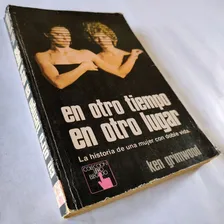 en otro tiempo
en otro lugar
La historia de una mujer con doble vida
ken grimwood